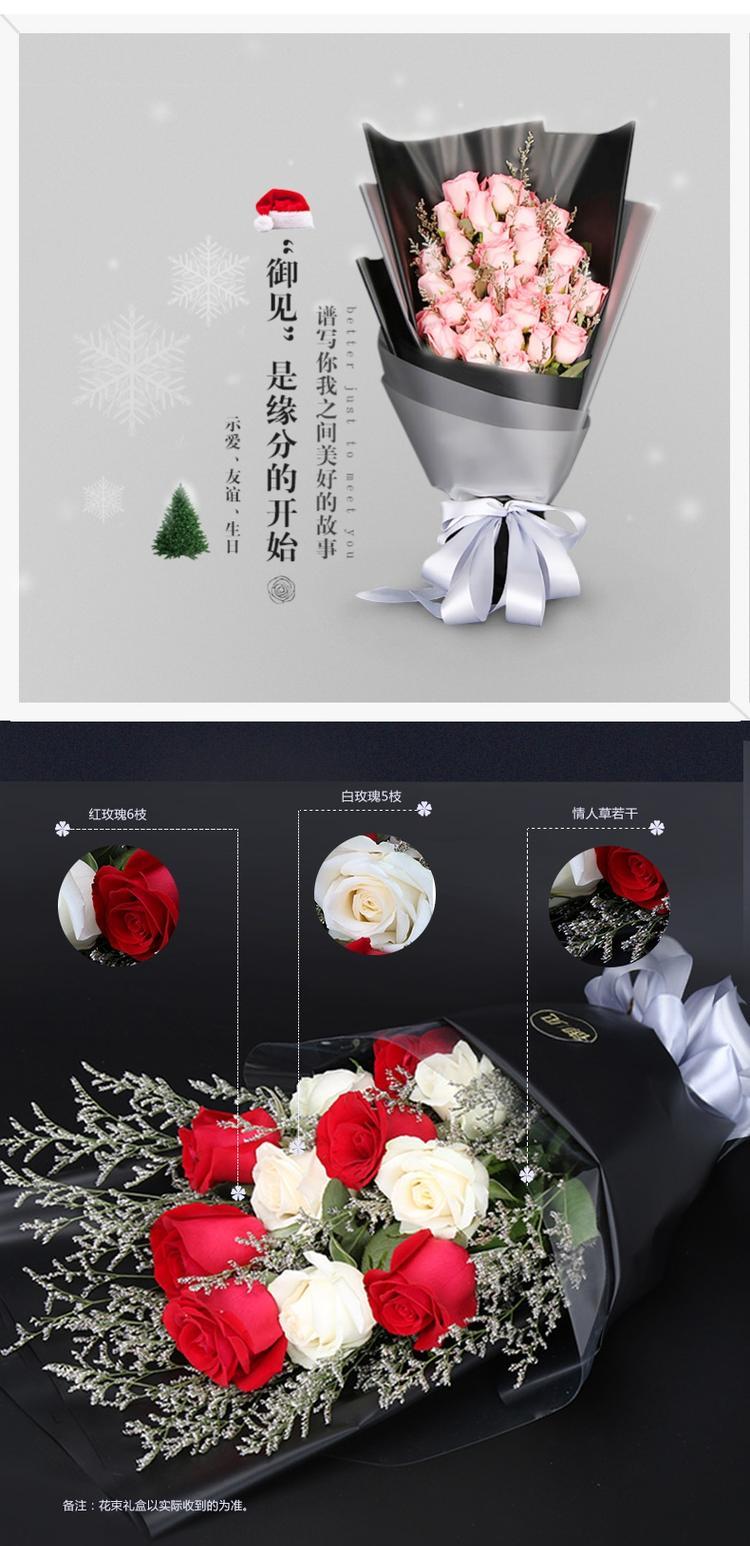 better just to meet you
谱写你我之间美好的故事
“御见”是缘分的开始
示爱、友谊、生日
红玫瑰6枝
白玫瑰5枝
情人草若干
备注：花束礼盒以实际收到的为准。